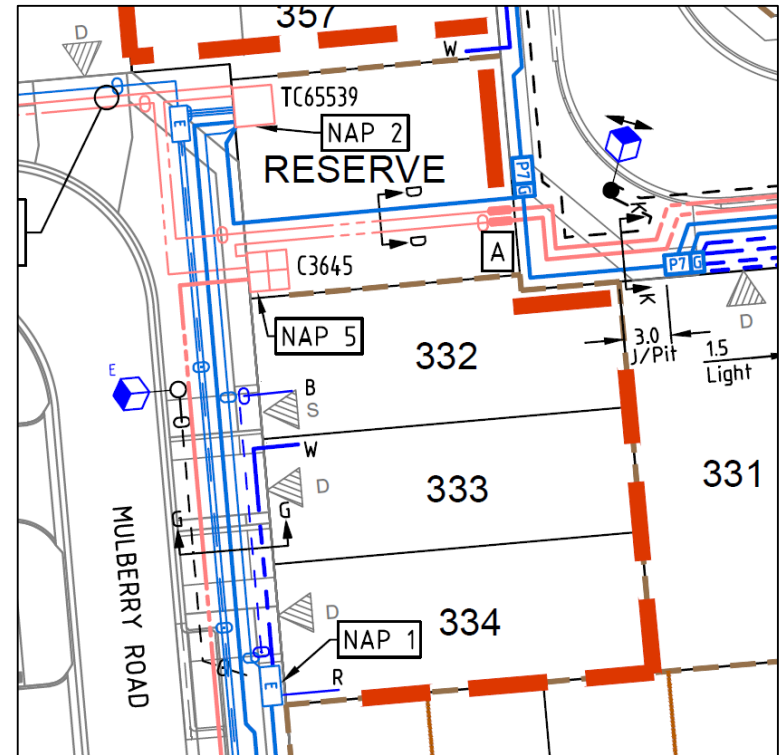 357
D
W
TC65539
E
NAP 2
RESERVE
D
P7 G
K
D
A
C3645
P7 G
NAP 5
K
D
3.0
J/Pit
1.5
Light
332
E
B
S
W
333
331
D
G
G
MULBERRY ROAD
D
334
NAP 1
E
R